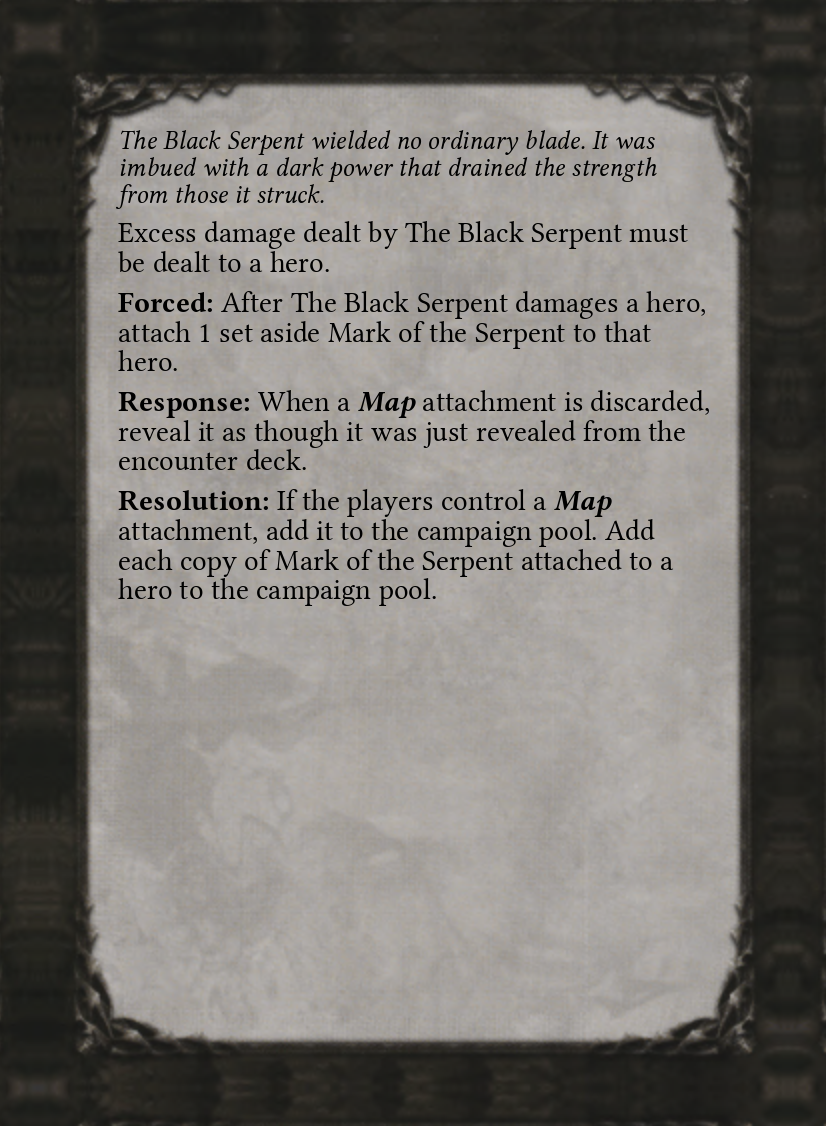 The Black Serpent wielded no ordinary blade. It was
imbued with a dark power that drained the strength
from those it struck.
Excess damage dealt by The Black Serpent must
be dealt to a hero.
Forced: After The Black Serpent damages a hero,
attach 1 set aside Mark of the Serpent to that
hero.
Response: When a Map attachment is discarded,
reveal it as though it was just revealed from the
encounter deck.
Resolution: If the players control a Map
attachment, add it to the campaign pool. Add
each copy of Mark of the Serpent attached to a
hero to the campaign pool.